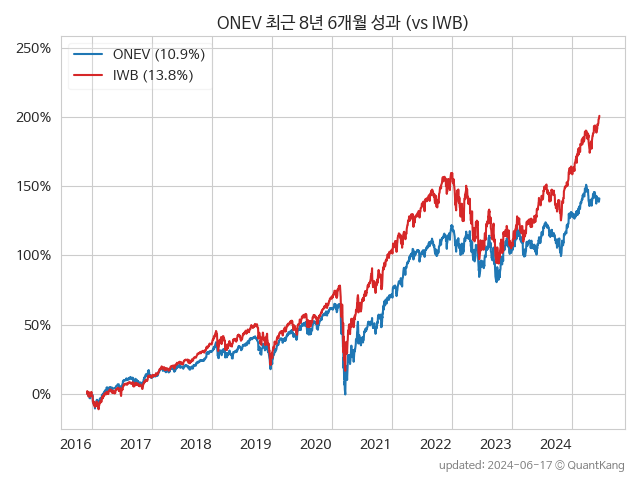 ONEV 최근 8년 6개월 성과 (vs IWB)
250%
200%
150%
100%
50%
0%
ONEV (10.9%)
IWB (13.8%)
2016 2017 2018 2019 2020 2021 2022 2023 2024
updated: 2024-06-17 © QuantKang